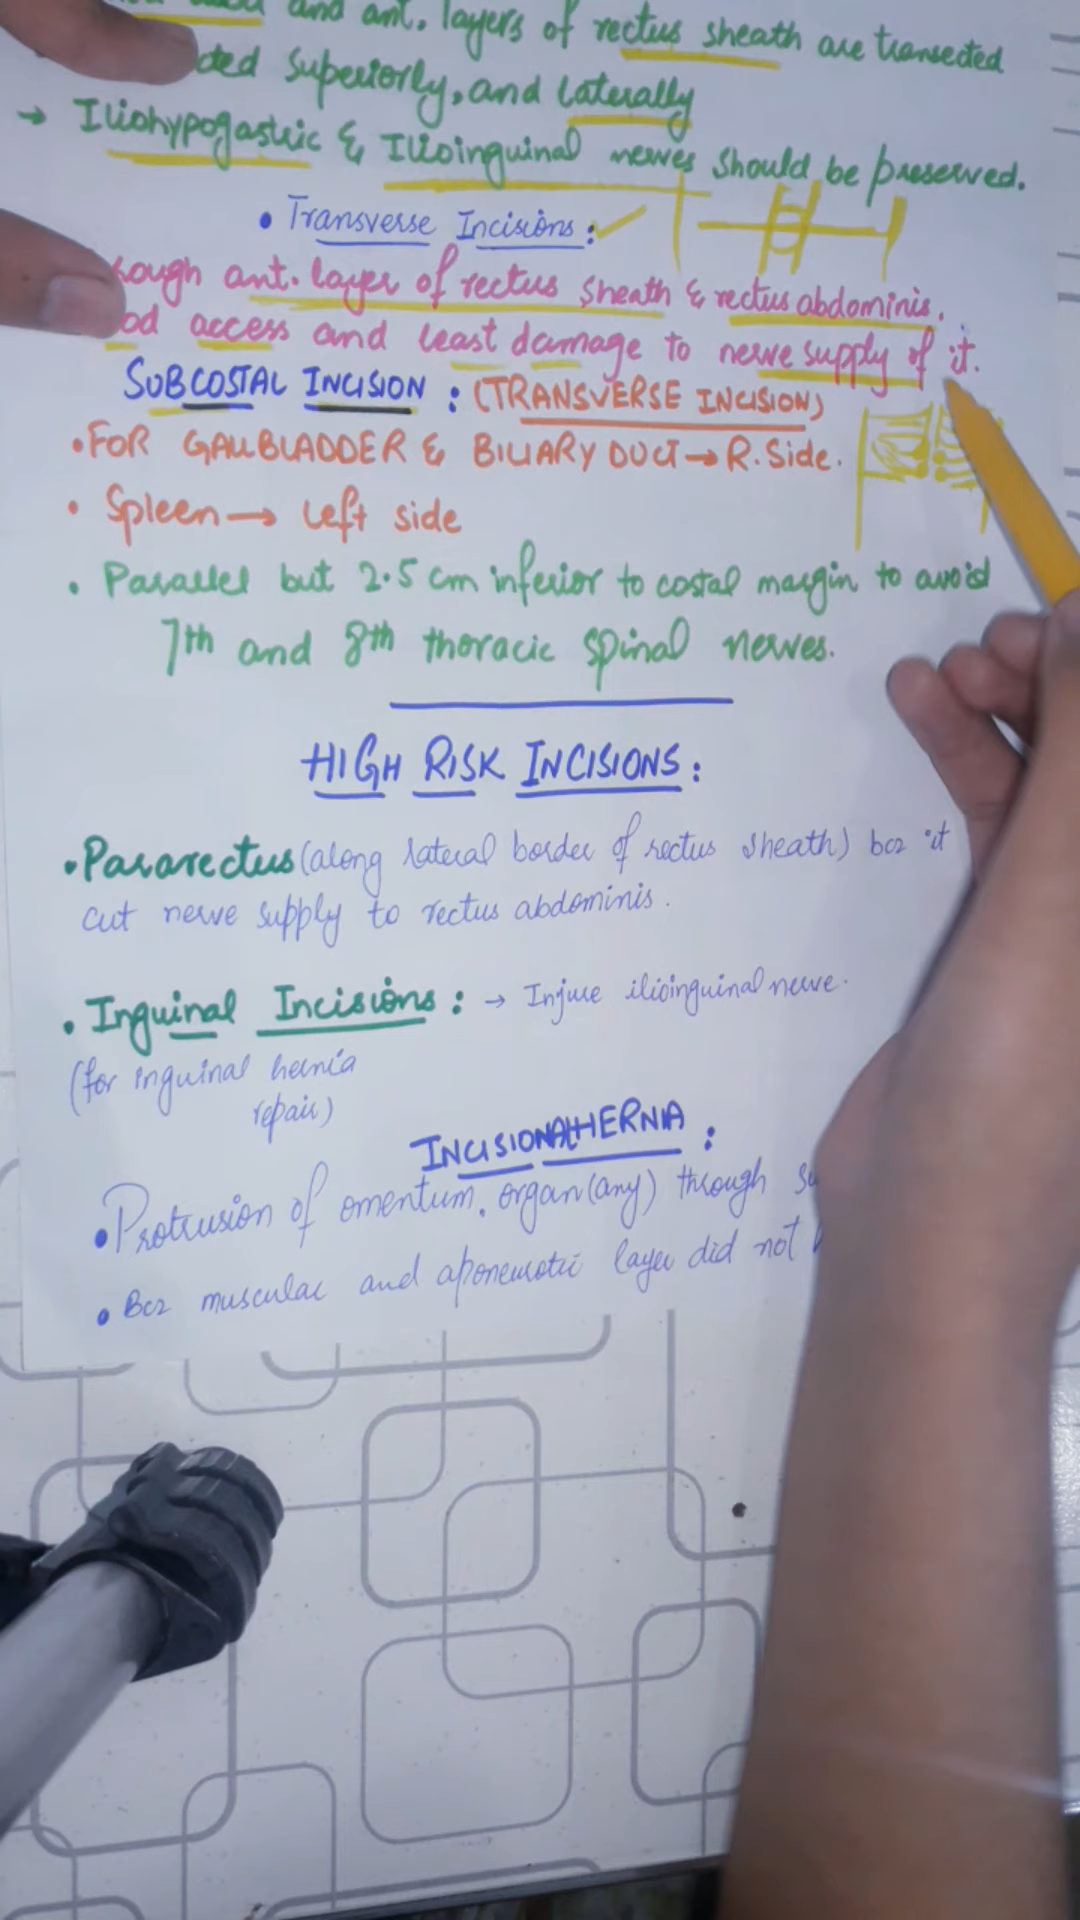 and ant. layers of rectus sheath are transected
superiorly, and laterally
→ Iliohypogastric & Ilioinguinal nerves should be preserved.
• Transverse Incisions:
ant. layer of rectus sheath & rectus abdominis.
access and least damage to nerve supply of it.
SUBCOSTAL INCISION : (TRANSVERSE INCISION)
• FOR GALLBLADDER & BILIARY DUCT → R. Side.
• Spleen → Left side
• Parallel but 2.5 cm inferior to costal margin to avoid
7th and 8th thoracic spinal nerves.
HIGH RISK INCISIONS :
• Pararectus (along lateral border of rectus sheath) bcz it
cut nerve supply to rectus abdominis.
• Inguinal Incisions : → Injure ilioinguinal nerve.
(for inguinal hernia
repair)
INCISIONAL HERNIA :
• Protrusion of omentum, organ (any) through
• Bcz muscular and aponeurotic layer did not